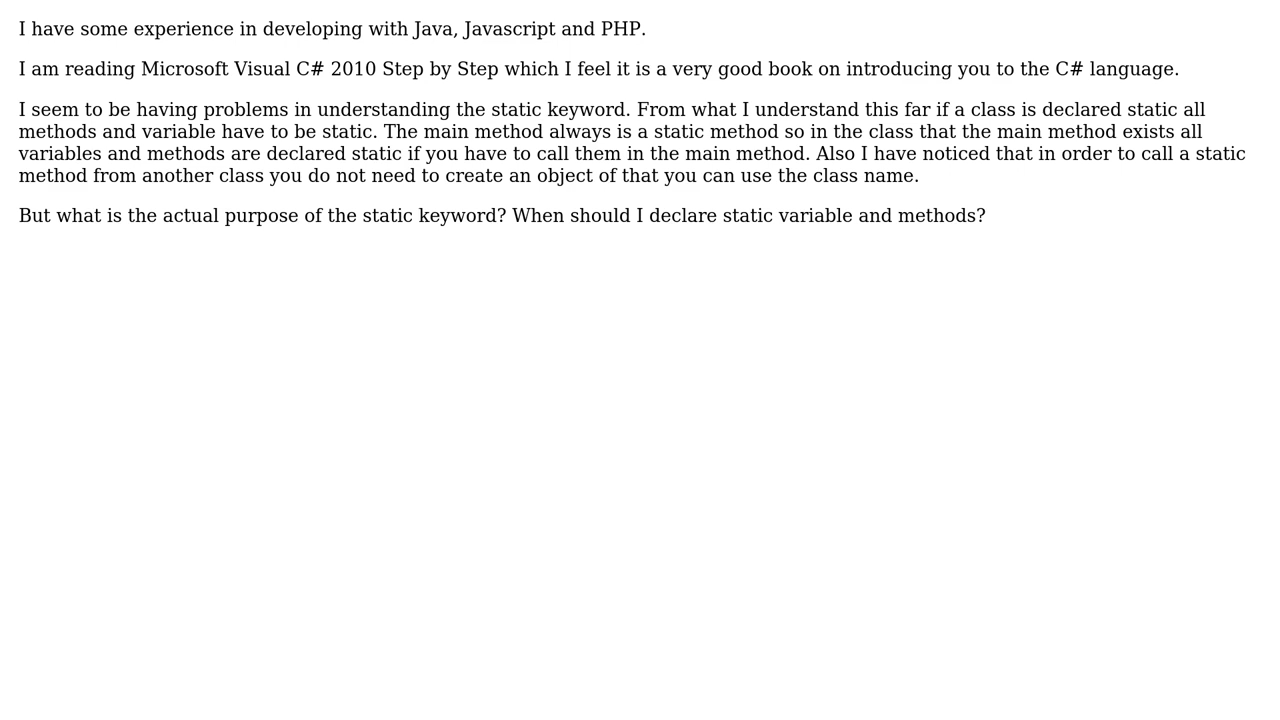 I have some experience in developing with Java, Javascript and PHP.
I am reading Microsoft Visual C# 2010 Step by Step which I feel it is a very good book on introducing you to the C# language.
I seem to be having problems in understanding the static keyword. From what I understand this far if a class is declared static all
methods and variable have to be static. The main method always is a static method so in the class that the main method exists all
variables and methods are declared static if you have to call them in the main method. Also I have noticed that in order to call a static
method from another class you do not need to create an object of that you can use the class name.
But what is the actual purpose of the static keyword? When should I declare static variable and methods?